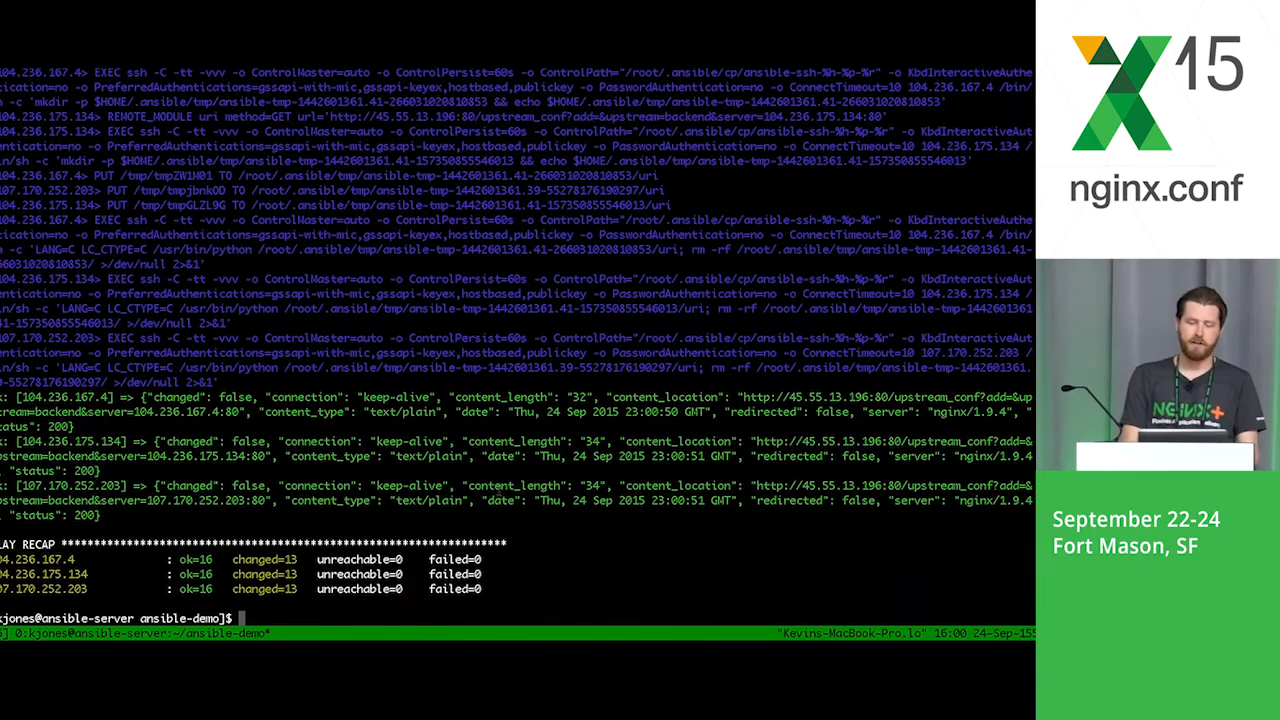 104.236.167.4> EXEC ssh -C -tt -vvv -o ControlMaster=auto -o ControlPersist=60s -o ControlPath="/root/.ansible/cp/ansible-ssh-%h-%p-%r" -o KbdInteractiveAuthe
ntication=no -o PreferredAuthentications=gssapi-with-mic,gssapi-keyex,hostbased,publickey -o PasswordAuthentication=no -o ConnectTimeout=10 104.236.167.4 /bin/
h -c 'mkdir -p $HOME/.ansible/tmp/ansible-tmp-1442601361.41-266031020810853 && echo $HOME/.ansible/tmp/ansible-tmp-1442601361.41-266031020810853'
104.236.175.134> REMOTE_MODULE uri method=GET url='http://45.55.13.196:80/upstream_conf?add=&upstream=backend&server=104.236.175.134:80'
104.236.175.134> EXEC ssh -C -tt -vvv -o ControlMaster=auto -o ControlPersist=60s -o ControlPath="/root/.ansible/cp/ansible-ssh-%h-%p-%r" -o KbdInteractiveAut
entication=no -o PreferredAuthentications=gssapi-with-mic,gssapi-keyex,hostbased,publickey -o PasswordAuthentication=no -o ConnectTimeout=10 104.236.175.134 /
in/sh -c 'mkdir -p $HOME/.ansible/tmp/ansible-tmp-1442601361.41-157350855546013 && echo $HOME/.ansible/tmp/ansible-tmp-1442601361.41-157350855546013'
104.236.167.4> PUT /tmp/tmpZW1M01 TO /root/.ansible/tmp/ansible-tmp-1442601361.41-266031020810853/uri
107.170.252.203> PUT /tmp/tmpjbnkOD TO /root/.ansible/tmp/ansible-tmp-1442601361.39-55278176190297/uri
104.236.175.134> PUT /tmp/tmpGLZL9G TO /root/.ansible/tmp/ansible-tmp-1442601361.41-157350855546013/uri
104.236.167.4> EXEC ssh -C -tt -vvv -o ControlMaster=auto -o ControlPersist=60s -o ControlPath="/root/.ansible/cp/ansible-ssh-%h-%p-%r" -o KbdInteractiveAuthe
ntication=no -o PreferredAuthentications=gssapi-with-mic,gssapi-keyex,hostbased,publickey -o PasswordAuthentication=no -o ConnectTimeout=10 104.236.167.4 /bin/
h -c 'LANG=C LC_CTYPE=C /usr/bin/python /root/.ansible/tmp/ansible-tmp-1442601361.41-266031020810853/uri; rm -rf /root/.ansible/tmp/ansible-tmp-1442601361.41-
66031020810853/ >/dev/null 2>&1'
104.236.175.134> EXEC ssh -C -tt -vvv -o ControlMaster=auto -o ControlPersist=60s -o ControlPath="/root/.ansible/cp/ansible-ssh-%h-%p-%r" -o KbdInteractiveAut
entication=no -o PreferredAuthentications=gssapi-with-mic,gssapi-keyex,hostbased,publickey -o PasswordAuthentication=no -o ConnectTimeout=10 104.236.175.134 /
in/sh -c 'LANG=C LC_CTYPE=C /usr/bin/python /root/.ansible/tmp/ansible-tmp-1442601361.41-157350855546013/uri; rm -rf /root/.ansible/tmp/ansible-tmp-1442601361
41-157350855546013/ >/dev/null 2>&1'
107.170.252.203> EXEC ssh -C -tt -vvv -o ControlMaster=auto -o ControlPersist=60s -o ControlPath="/root/.ansible/cp/ansible-ssh-%h-%p-%r" -o KbdInteractiveAut
entication=no -o PreferredAuthentications=gssapi-with-mic,gssapi-keyex,hostbased,publickey -o PasswordAuthentication=no -o ConnectTimeout=10 107.170.252.203 /
in/sh -c 'LANG=C LC_CTYPE=C /usr/bin/python /root/.ansible/tmp/ansible-tmp-1442601361.39-55278176190297/uri; rm -rf /root/.ansible/tmp/ansible-tmp-1442601361.
9-55278176190297/ >/dev/null 2>&1'
k: [104.236.167.4] => {"changed": false, "connection": "keep-alive", "content_length": "32", "content_location": "http://45.55.13.196:80/upstream_conf?add=&up
stream=backend&server=104.236.167.4:80", "content_type": "text/plain", "date": "Thu, 24 Sep 2015 23:00:50 GMT", "redirected": false, "server": "nginx/1.9.4", "
tatus": 200}
k: [104.236.175.134] => {"changed": false, "connection": "keep-alive", "content_length": "34", "content_location": "http://45.55.13.196:80/upstream_conf?add=&
pstream=backend&server=104.236.175.134:80", "content_type": "text/plain", "date": "Thu, 24 Sep 2015 23:00:51 GMT", "redirected": false, "server": "nginx/1.9.4
, "status": 200}
k: [107.170.252.203] => {"changed": false, "connection": "keep-alive", "content_length": "34", "content_location": "http://45.55.13.196:80/upstream_conf?add=&
pstream=backend&server=107.170.252.203:80", "content_type": "text/plain", "date": "Thu, 24 Sep 2015 23:00:51 GMT", "redirected": false, "server": "nginx/1.9.4
, "status": 200}
LAY RECAP ********************************************************************
04.236.167.4 : ok=16 changed=13 unreachable=0 failed=0
04.236.175.134 : ok=16 changed=13 unreachable=0 failed=0
07.170.252.203 : ok=16 changed=13 unreachable=0 failed=0
kjones@ansible-server ansible-demo]$
] 0:kjones@ansible-server:~/ansible-demo* "Kevins-MacBook-Pro.lo" 16:00 24-Sep-15
15
nginx.conf
NGINX+
September 22-24
Fort Mason, SF